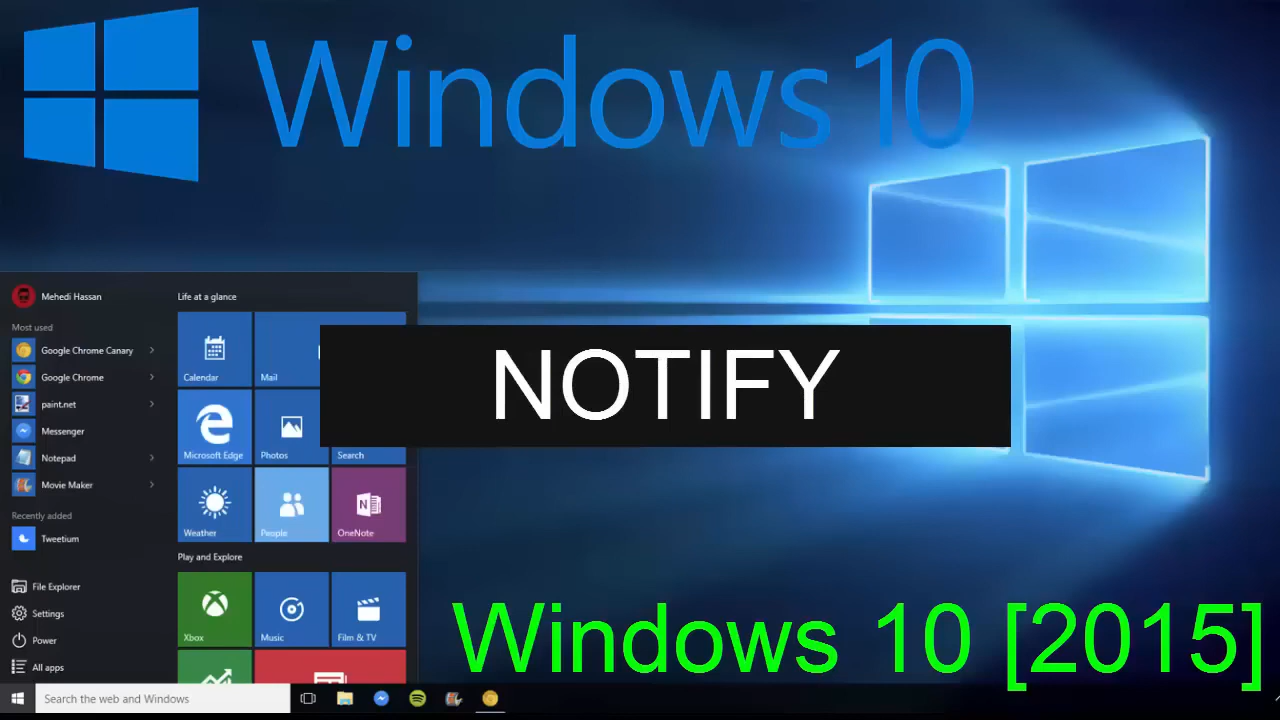 Windows 10
Mehedi Hassan
Life at a glance
Most used
Google Chrome Canary
Google Chrome
paint.net
Messenger
Notepad
Movie Maker
Recently added
Tweetium
File Explorer
Settings
Power
All apps
Calendar
Mail
Microsoft Edge
Photos
Search
Weather
People
OneNote
Play and Explore
Xbox
Music
Film & TV
NOTIFY
Windows 10 [2015]
Search the web and Windows